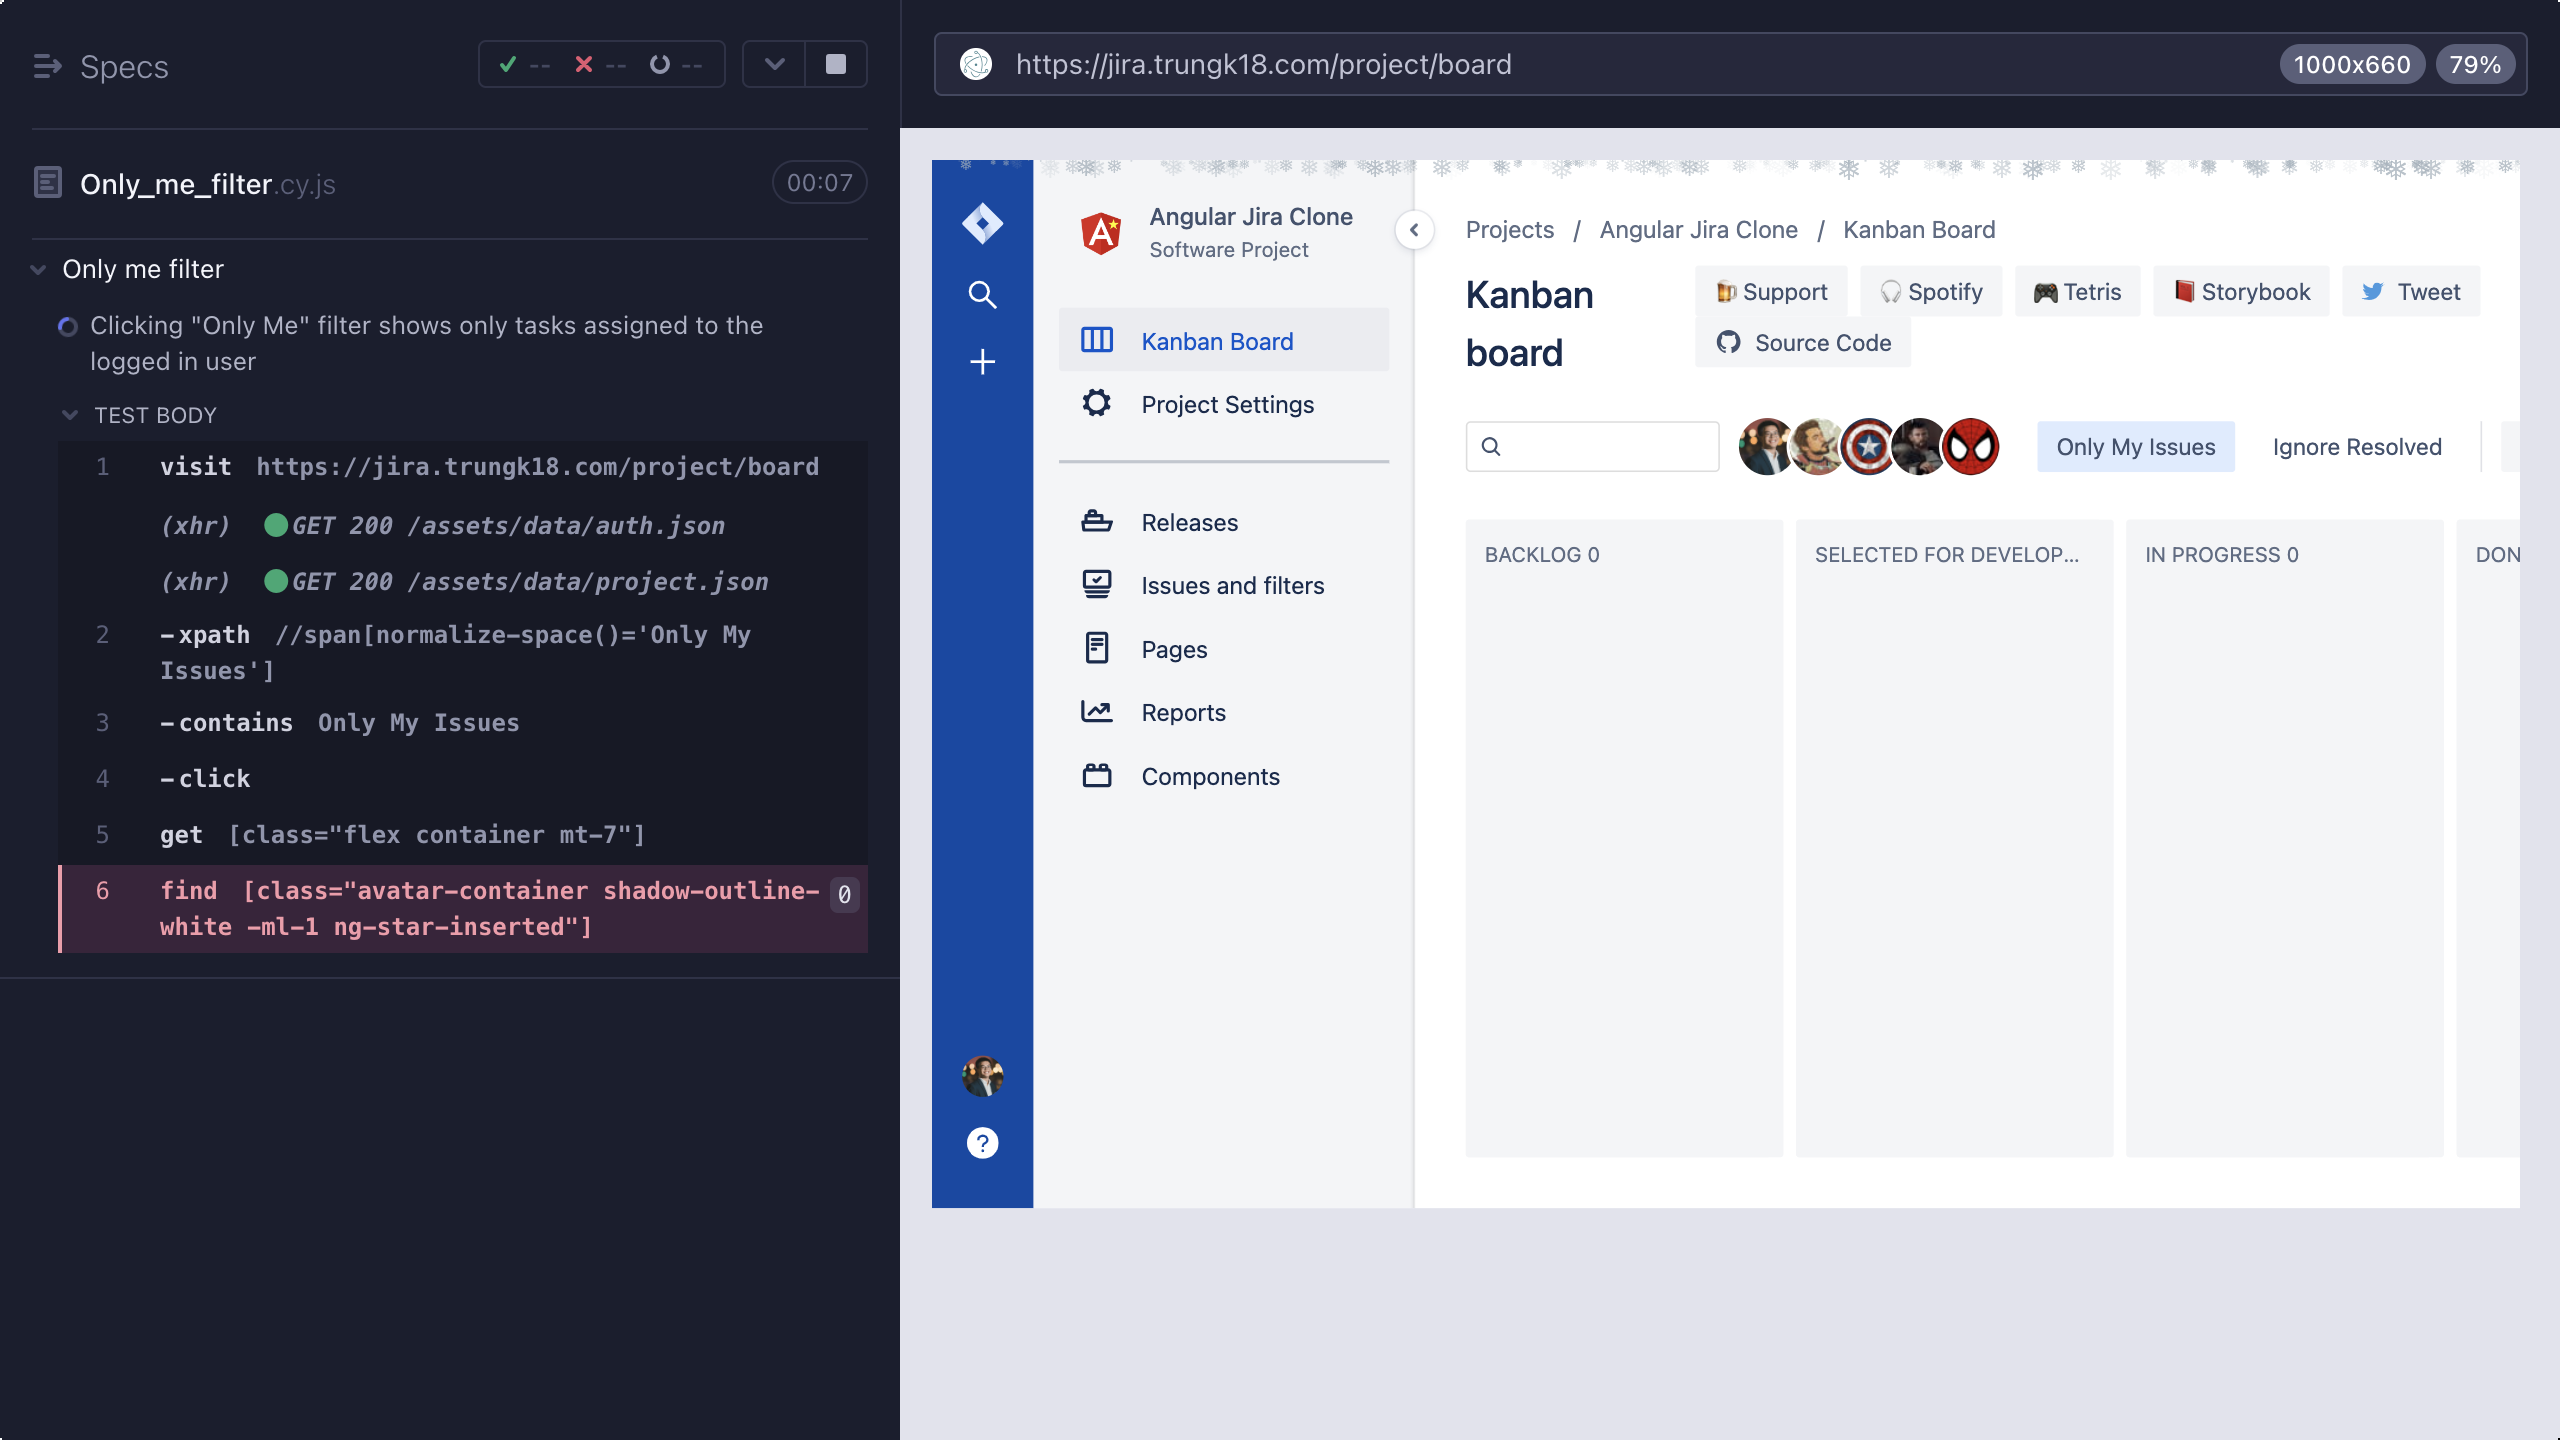 Specs
-- -- --
Only_me_filter.cy.js 00:07
Only me filter
Clicking "Only Me" filter shows only tasks assigned to the
logged in user
TEST BODY
1 visit https://jira.trungk18.com/project/board
(xhr) GET 200 /assets/data/auth.json
(xhr) GET 200 /assets/data/project.json
2 -xpath //span[normalize-space()='Only My
Issues']
3 -contains Only My Issues
4 -click
5 get [class="flex container mt-7"]
6 find [class="avatar-container shadow-outline-
white -ml-1 ng-star-inserted"] 0
https://jira.trungk18.com/project/board 1000x660 79%
Angular Jira Clone
Software Project
Kanban Board
Project Settings
Releases
Issues and filters
Pages
Reports
Components
?
Projects / Angular Jira Clone / Kanban Board
Kanban
board
Support Spotify Tetris Storybook Tweet
Source Code
Only My Issues Ignore Resolved
BACKLOG 0 SELECTED FOR DEVELOP... IN PROGRESS 0 DON